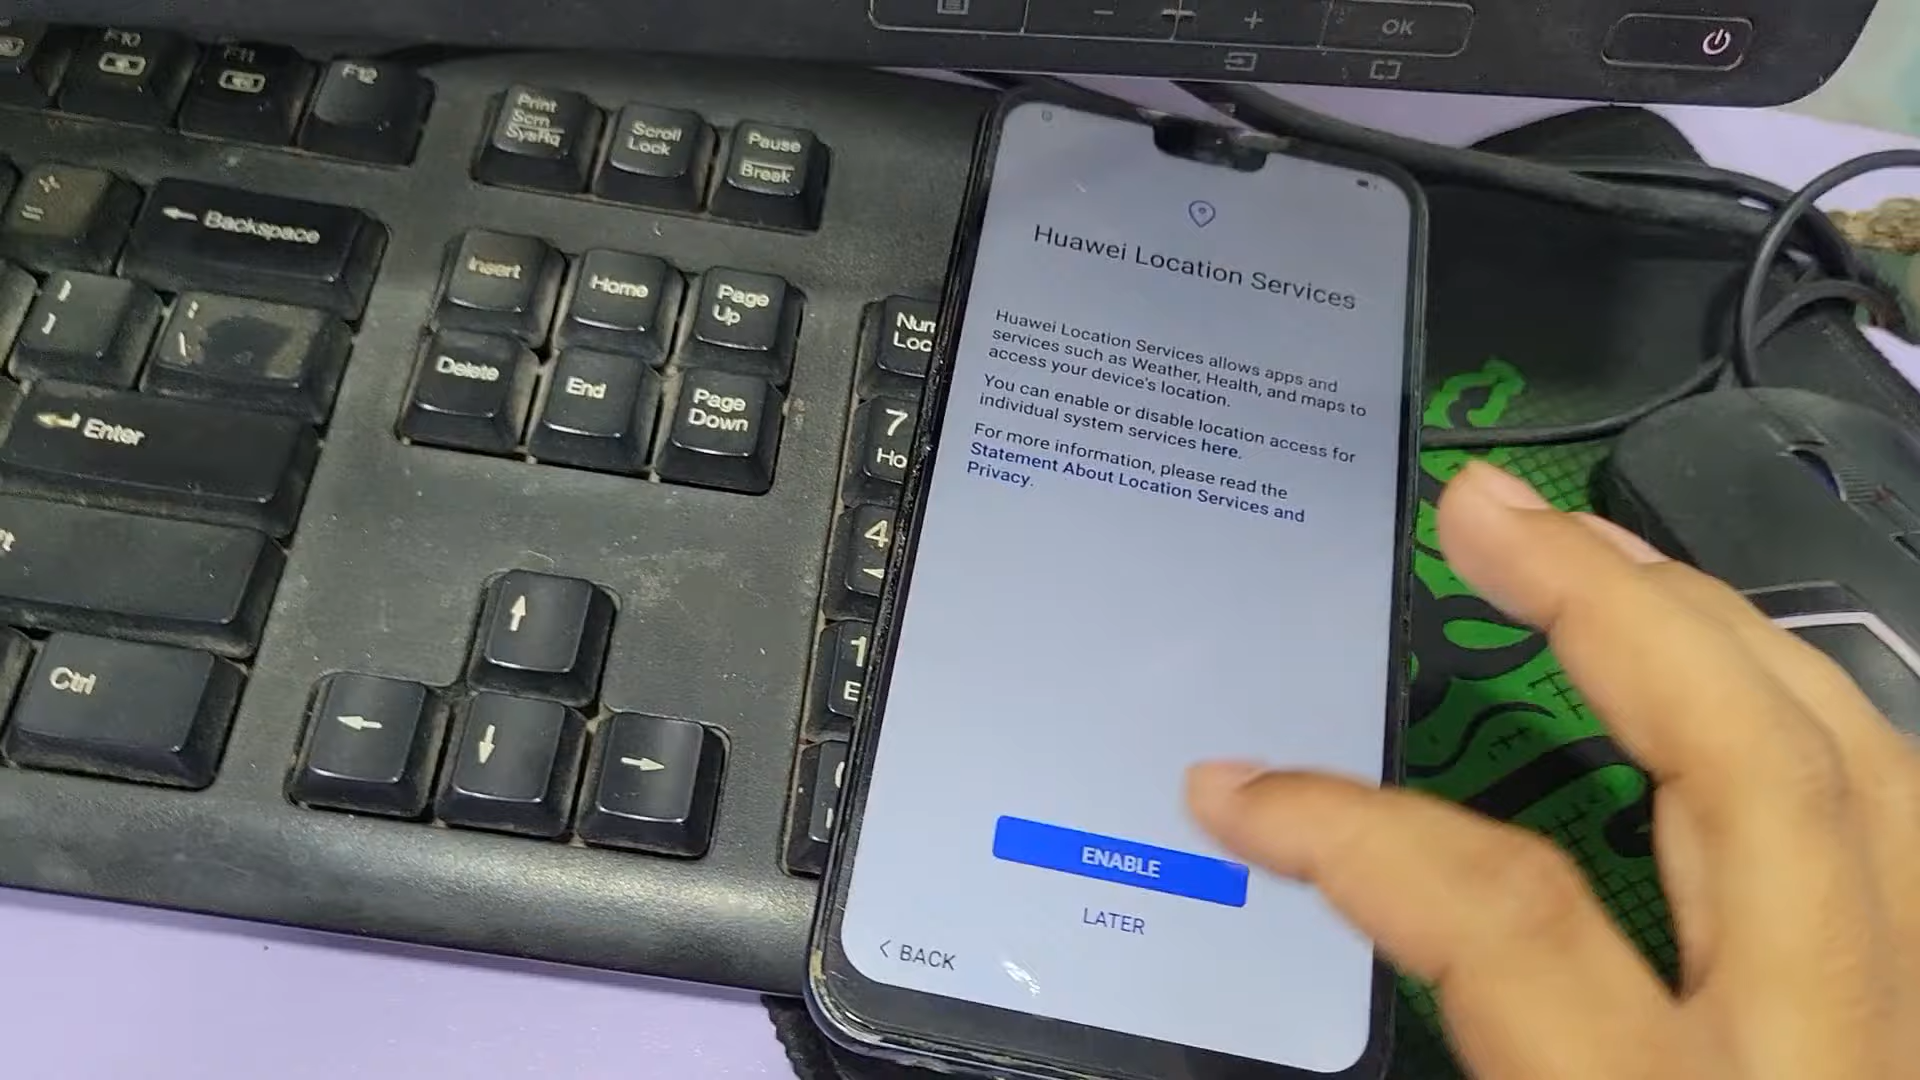 OK
F10
F11
F12
Print
Scrn
SysRq
Scroll
Lock
Pause
Break
Backspace
Insert
Home
Page
Up
Num
Loc
Delete
End
Page
Down
7
Ho
Enter
4
1
E
Ctrl
Huawei Location Services
Huawei Location Services allows apps and
services such as Weather, Health, and maps to
access your device's location.
You can enable or disable location access for
individual system services here.
For more information, please read the
Statement About Location Services and
Privacy.
ENABLE
LATER
< BACK